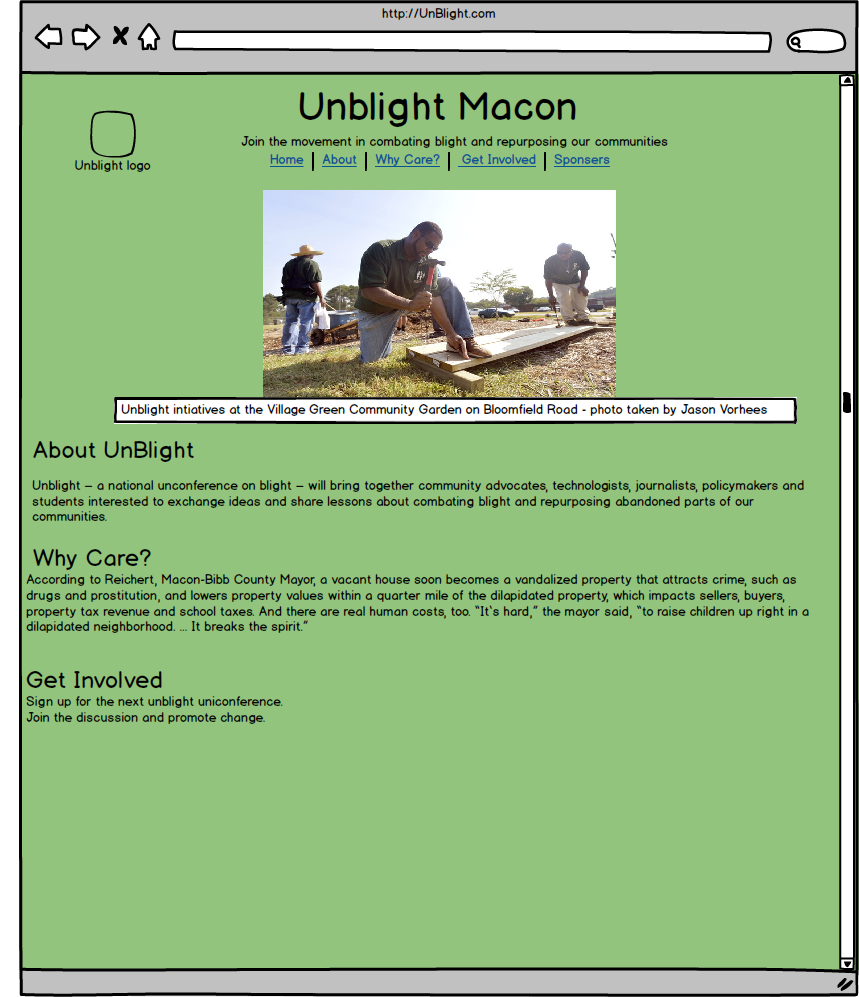 http://UnBlight.com
Unblight Macon
Join the movement in combating blight and repurposing our communities
Unblight logo
Home | About | Why Care? | Get Involved | Sponsers
Unblight intiatives at the Village Green Community Garden on Bloomfield Road - photo taken by Jason Vorhees
About UnBlight
Unblight – a national unconference on blight – will bring together community advocates, technologists, journalists, policymakers and
students interested to exchange ideas and share lessons about combating blight and repurposing abandoned parts of our
communities.
Why Care?
According to Reichert, Macon-Bibb County Mayor, a vacant house soon becomes a vandalized property that attracts crime, such as
drugs and prostitution, and lowers property values within a quarter mile of the dilapidated property, which impacts sellers, buyers,
property tax revenue and school taxes. And there are real human costs, too. “It's hard,” the mayor said, “to raise children up right in a
dilapidated neighborhood. ... It breaks the spirit.”
Get Involved
Sign up for the next unblight uniconference.
Join the discussion and promote change.